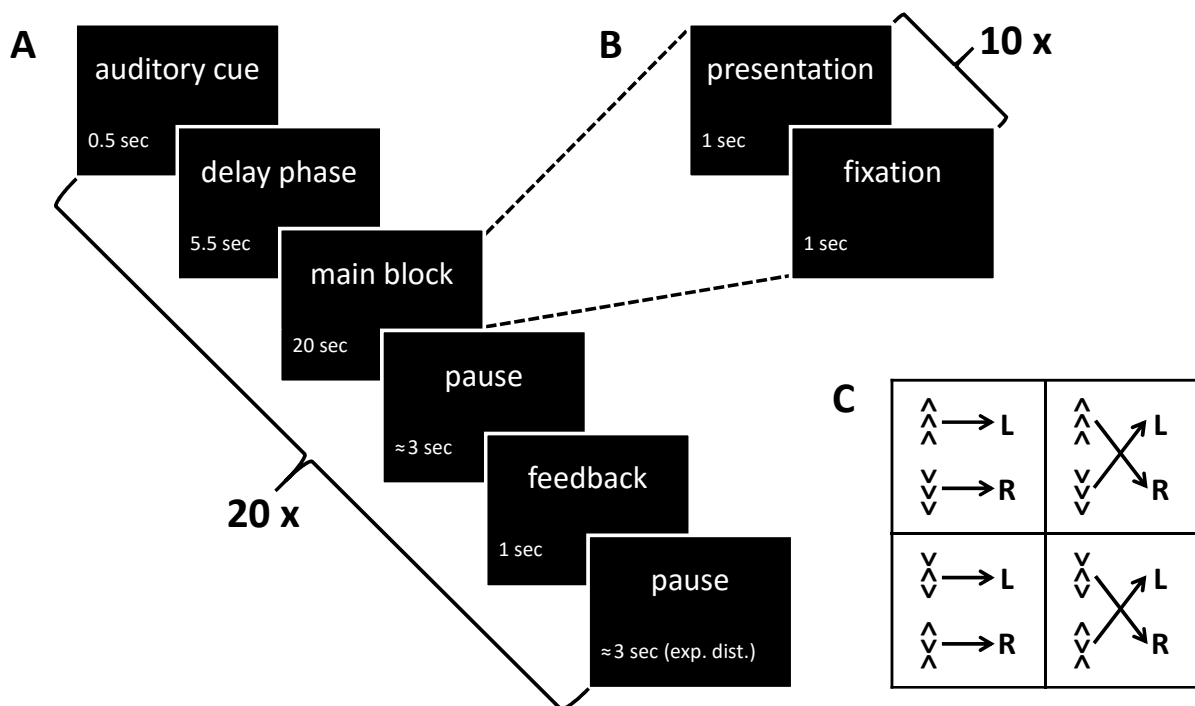 A
auditory cue
0.5 sec
delay phase
5.5 sec
main block
20 sec
pause
≈3 sec
feedback
1 sec
pause
≈3 sec (exp. dist.)
20 x
B
presentation
1 sec
fixation
1 sec
10 x
C
L
R
L
R
L
R
L
R